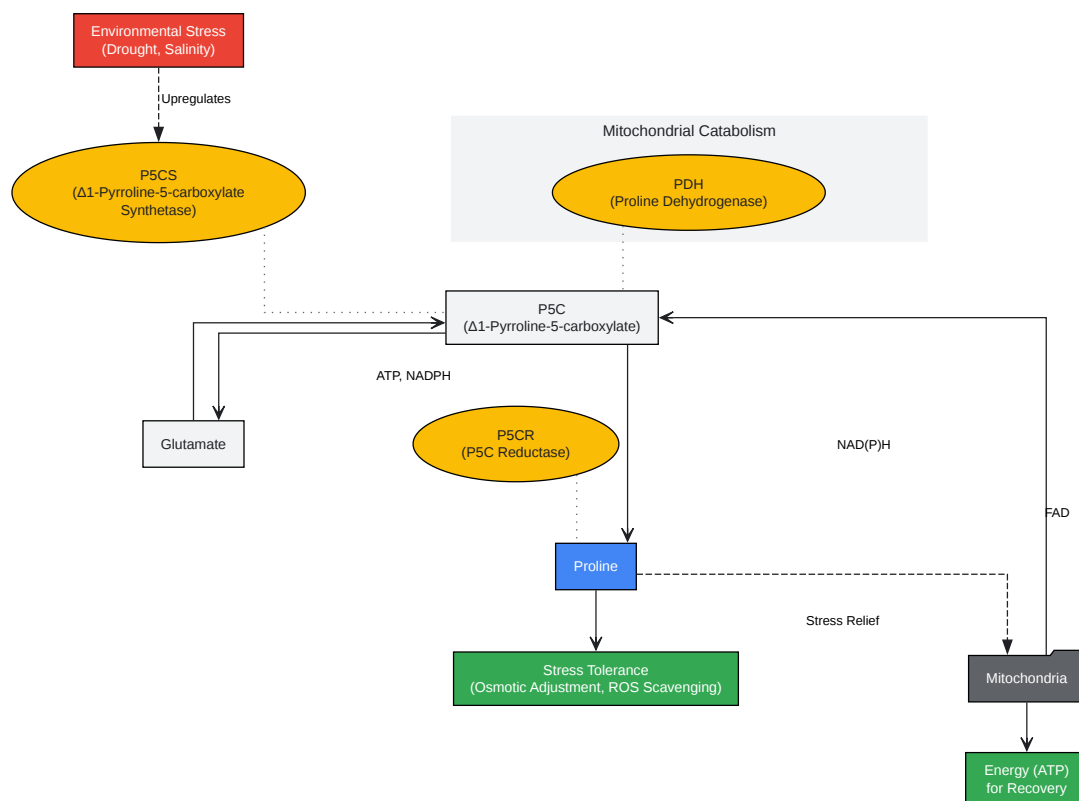 Environmental Stress
(Drought, Salinity)
Upregulates
Mitochondrial Catabolism
P5CS
(Δ1-Pyrroline-5-carboxylate
Synthetase)
PDH
(Proline Dehydrogenase)
P5C
(Δ1-Pyrroline-5-carboxylate)
ATP, NADPH
P5CR
(P5C Reductase)
Glutamate
NAD(P)H
FAD
Proline
Stress Relief
Stress Tolerance
(Osmotic Adjustment, ROS Scavenging)
Mitochondria
Energy (ATP)
for Recovery